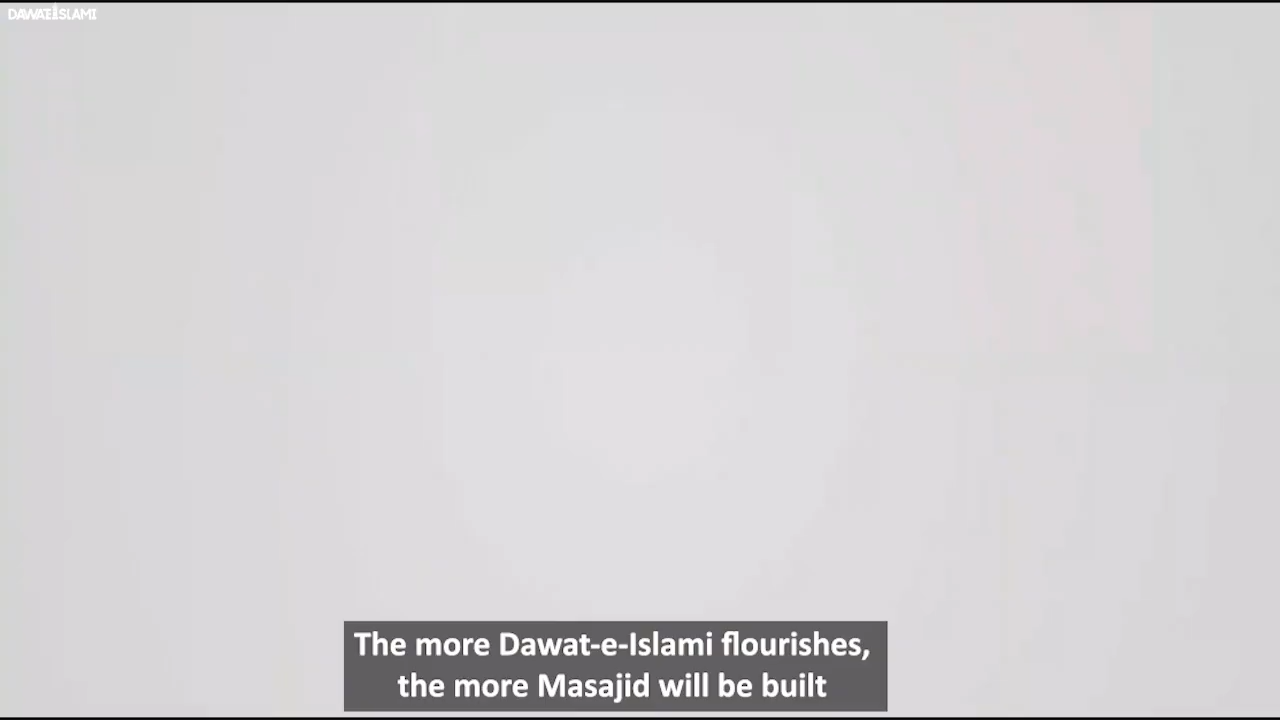 DAWATEISLAMI
The more Dawat-e-Islami flourishes,
the more Masajid will be built